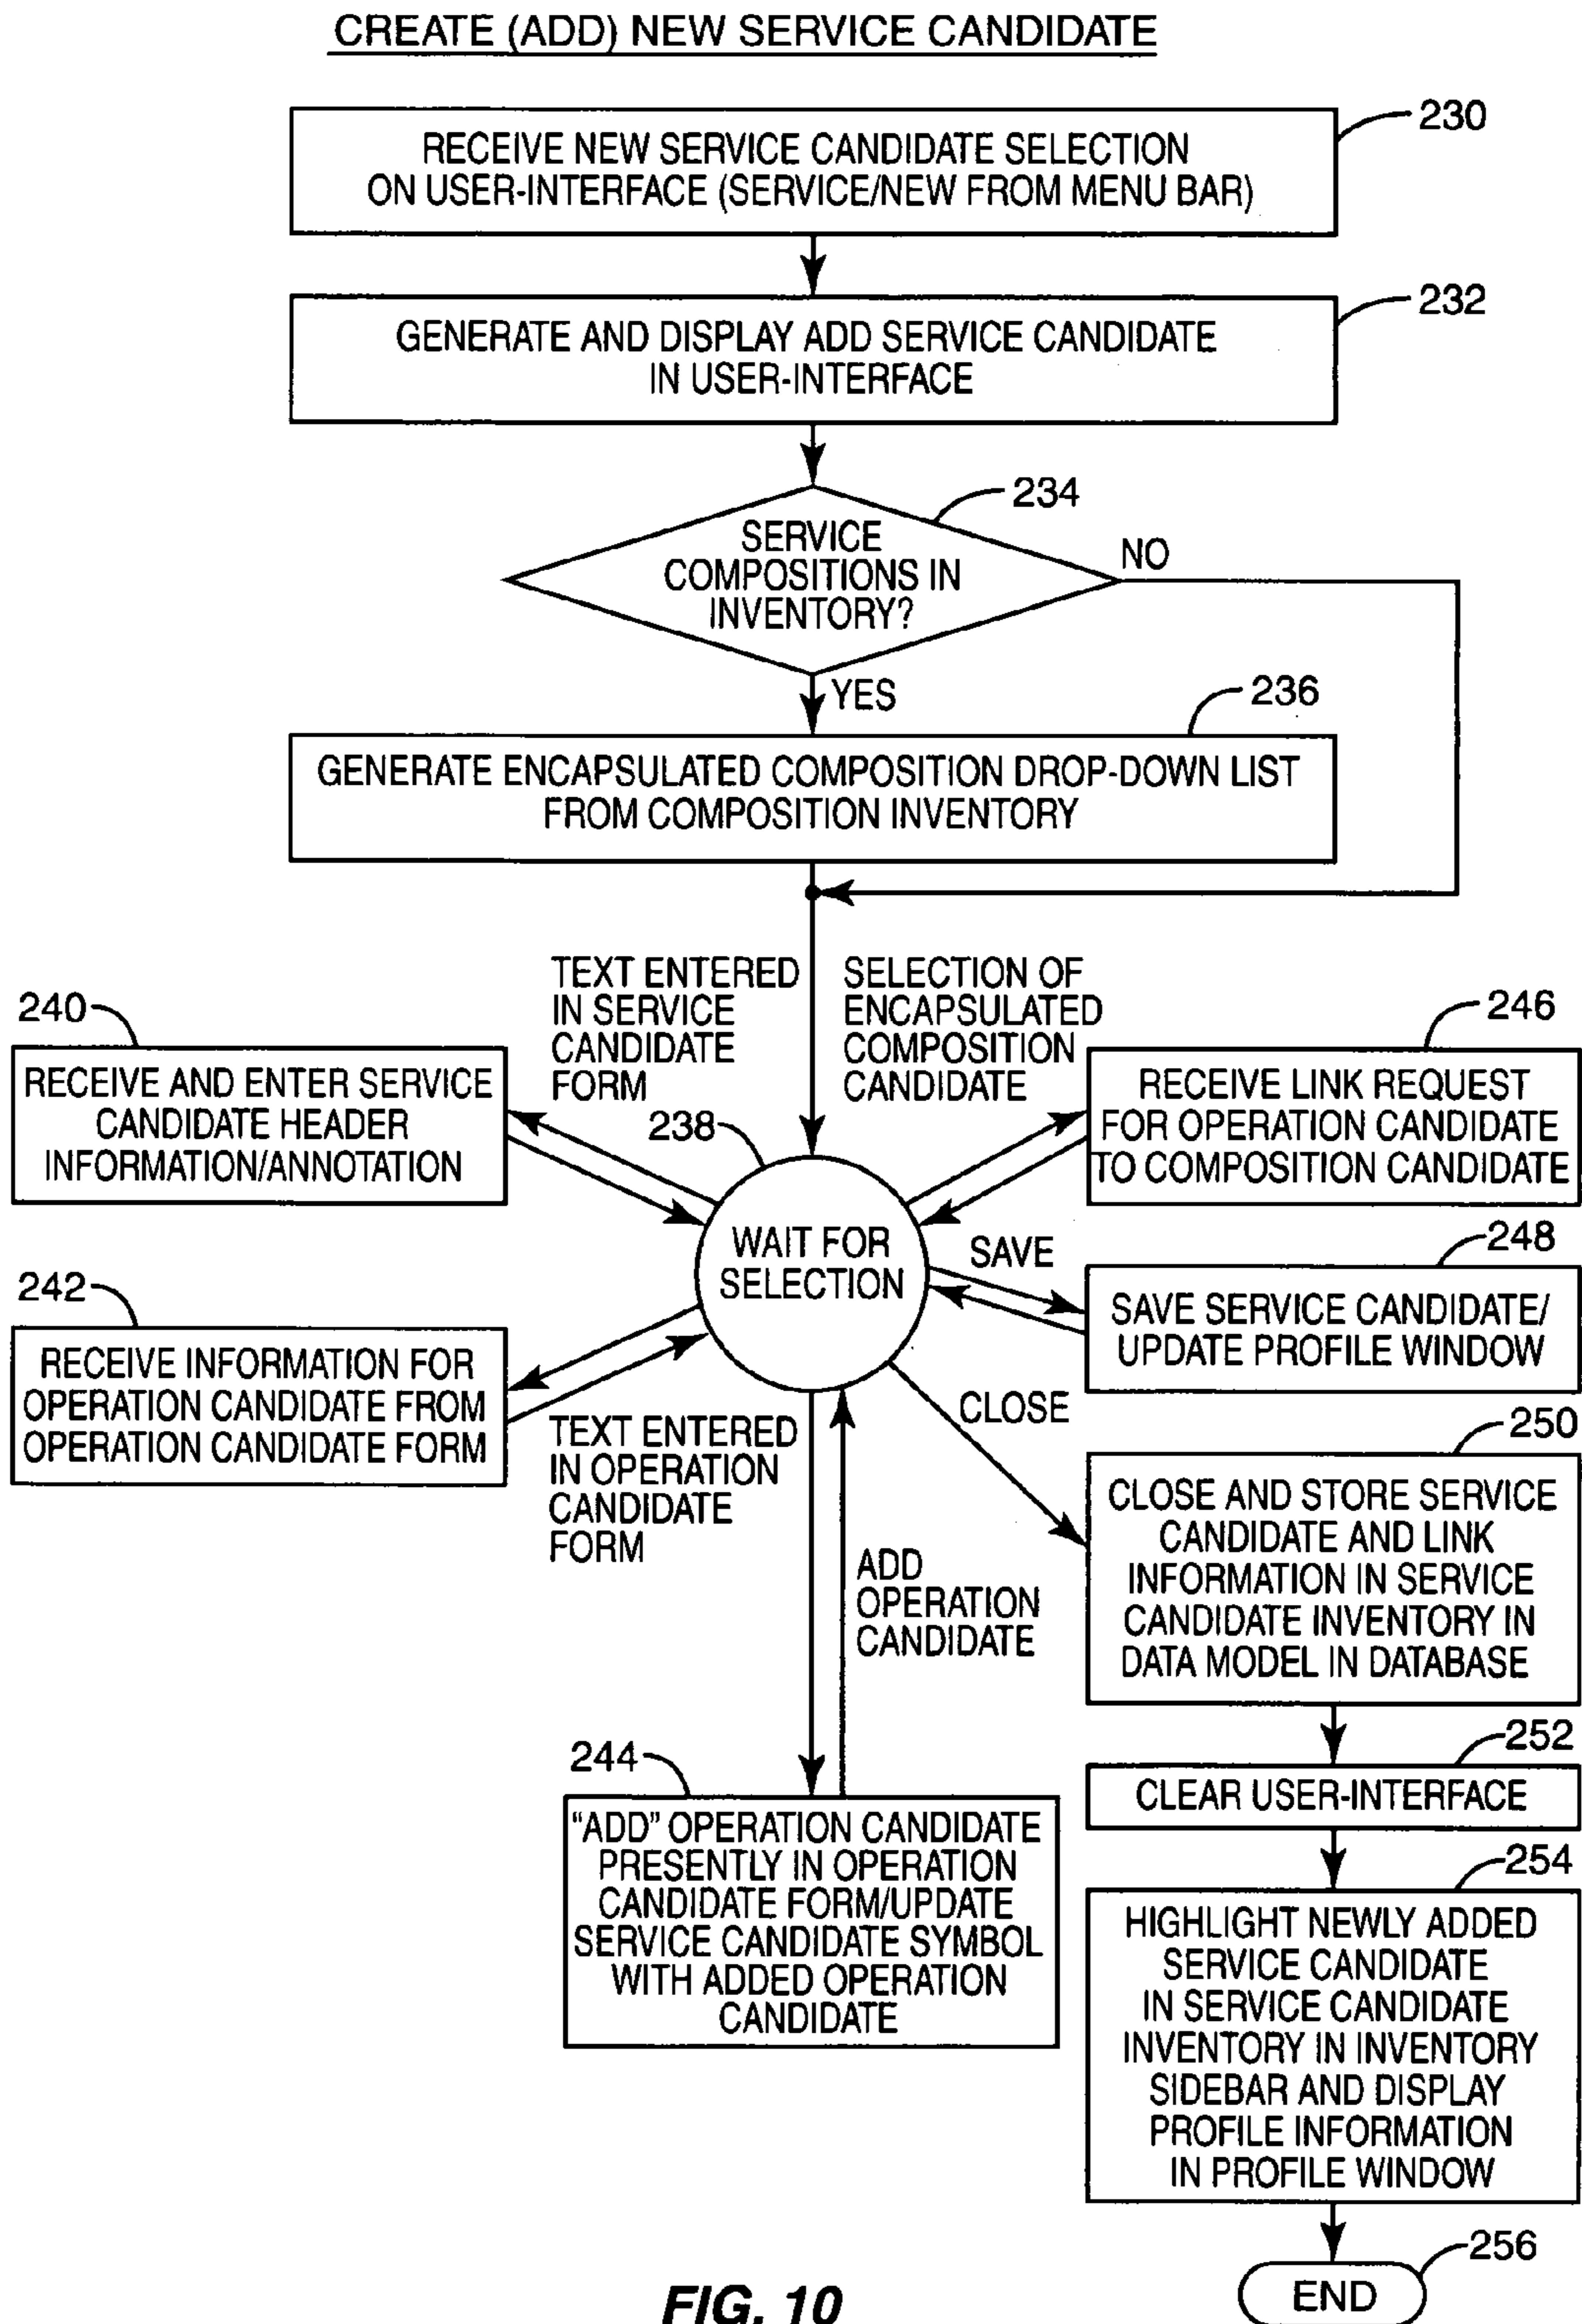 CREATE (ADD) NEW SERVICE CANDIDATE
230
RECEIVE NEW SERVICE CANDIDATE SELECTION
ON USER-INTERFACE (SERVICE/NEW FROM MENU BAR)
232
GENERATE AND DISPLAY ADD SERVICE CANDIDATE
IN USER-INTERFACE
234
SERVICE
COMPOSITIONS IN
INVENTORY?
NO
YES
236
GENERATE ENCAPSULATED COMPOSITION DROP-DOWN LIST
FROM COMPOSITION INVENTORY
TEXT ENTERED
IN SERVICE
CANDIDATE
FORM
SELECTION OF
ENCAPSULATED
COMPOSITION
CANDIDATE
240
RECEIVE AND ENTER SERVICE
CANDIDATE HEADER
INFORMATION/ANNOTATION
246
RECEIVE LINK REQUEST
FOR OPERATION CANDIDATE
TO COMPOSITION CANDIDATE
238
WAIT FOR
SELECTION
SAVE
248
SAVE SERVICE CANDIDATE/
UPDATE PROFILE WINDOW
242
RECEIVE INFORMATION FOR
OPERATION CANDIDATE FROM
OPERATION CANDIDATE FORM
TEXT ENTERED
IN OPERATION
CANDIDATE
FORM
CLOSE
250
CLOSE AND STORE SERVICE
CANDIDATE AND LINK
INFORMATION IN SERVICE
CANDIDATE INVENTORY IN
DATA MODEL IN DATABASE
ADD
OPERATION
CANDIDATE
244
"ADD" OPERATION CANDIDATE
PRESENTLY IN OPERATION
CANDIDATE FORM/UPDATE
SERVICE CANDIDATE SYMBOL
WITH ADDED OPERATION
CANDIDATE
252
CLEAR USER-INTERFACE
254
HIGHLIGHT NEWLY ADDED
SERVICE CANDIDATE
IN SERVICE CANDIDATE
INVENTORY IN INVENTORY
SIDEBAR AND DISPLAY
PROFILE INFORMATION
IN PROFILE WINDOW
256
END
FIG. 10